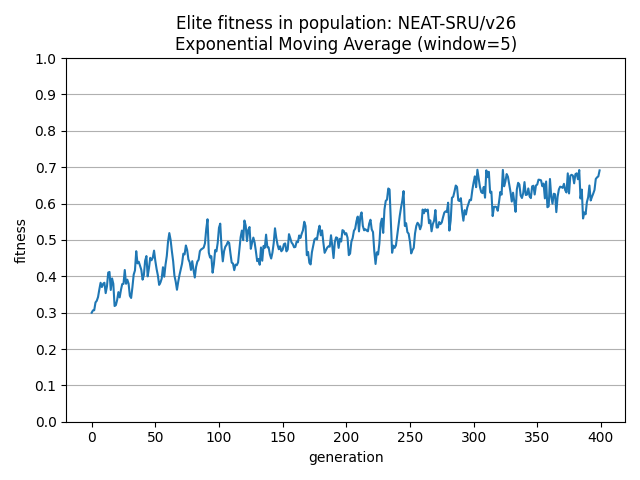 Elite fitness in population: NEAT-SRU/v26
Exponential Moving Average (window=5)
1.0
0.9
0.8
0.7
0.6
0.5
0.4
0.3
0.2
0.1
0.0
fitness
0 50 100 150 200 250 300 350 400
generation